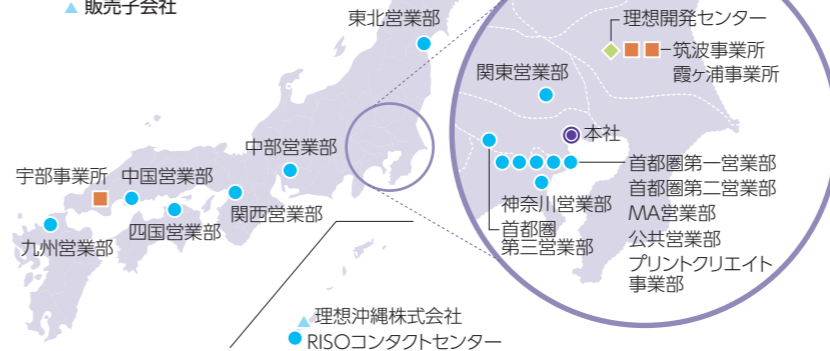 販売子会社
東北営業部
理想開発センター
筑波事業所
霞ヶ浦事業所
関東営業部
本社
中部営業部
宇部事業所
中国営業部
首都圏第一営業部
首都圏第二営業部
MA営業部
公共営業部
プリントクリエイト
事業部
神奈川営業部
首都圏
第三営業部
関西営業部
四国営業部
九州営業部
理想沖縄株式会社
RISOコンタクトセンター